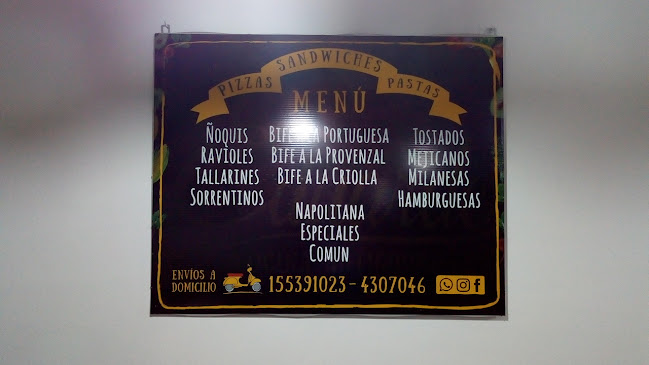 PIZZAS SANDWICHES PASTAS
MENÚ
ÑOQUIS
RAVIOLES
TALLARINES
SORRENTINOS
BIFE A LA PORTUGUESA
BIFE A LA PROVENZAL
BIFE A LA CRIOLLA
NAPOLITANA
ESPECIALES
COMUN
TOSTADOS
MEJICANOS
MILANESAS
HAMBURGUESAS
ENVÍOS A
DOMICILIO
155391023 - 4307046